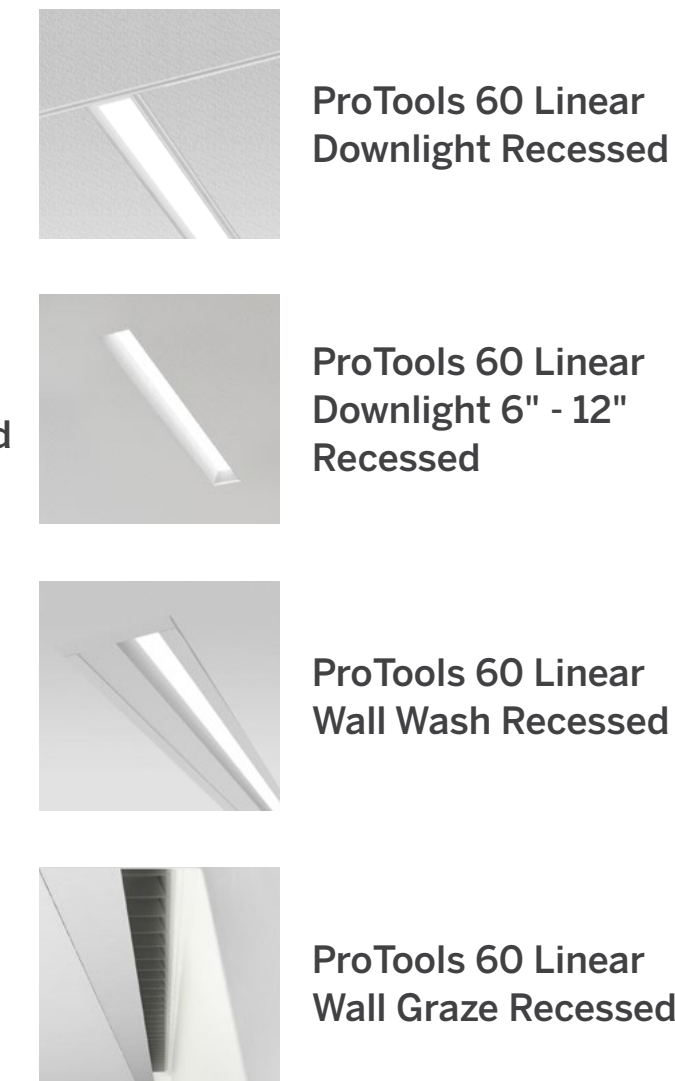 ProTools 60 Linear
Downlight Recessed
ProTools 60 Linear
Downlight 6" - 12"
Recessed
ProTools 60 Linear
Wall Wash Recessed
ProTools 60 Linear
Wall Graze Recessed